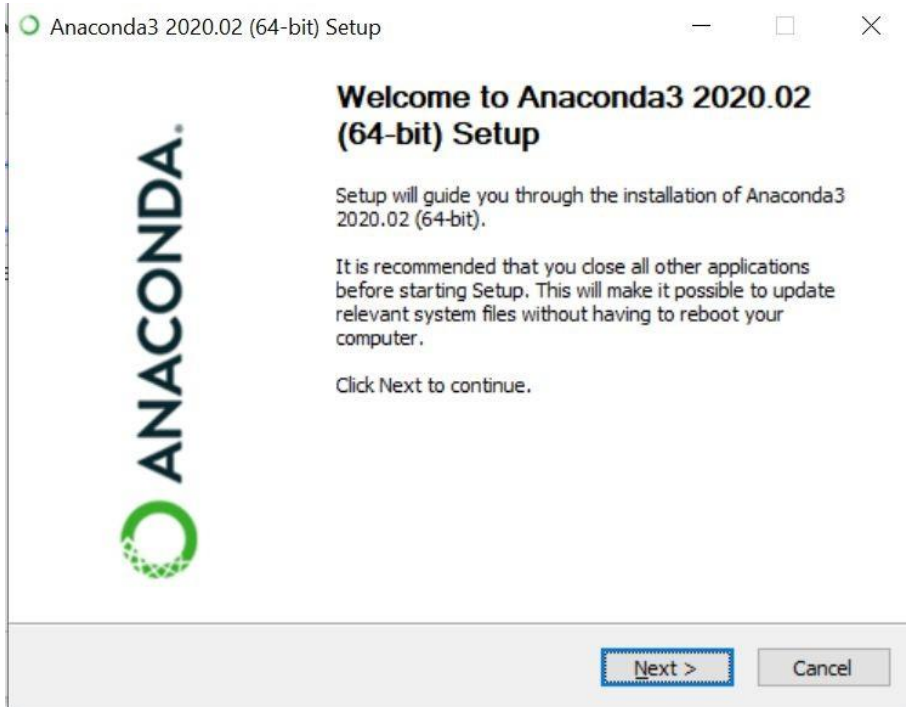 Anaconda3 2020.02 (64-bit) Setup
Welcome to Anaconda3 2020.02
(64-bit) Setup
ANACONDA.
Setup will guide you through the installation of Anaconda3
2020.02 (64-bit).
It is recommended that you close all other applications
before starting Setup. This will make it possible to update
relevant system files without having to reboot your
computer.
Click Next to continue.
Next >
Cancel